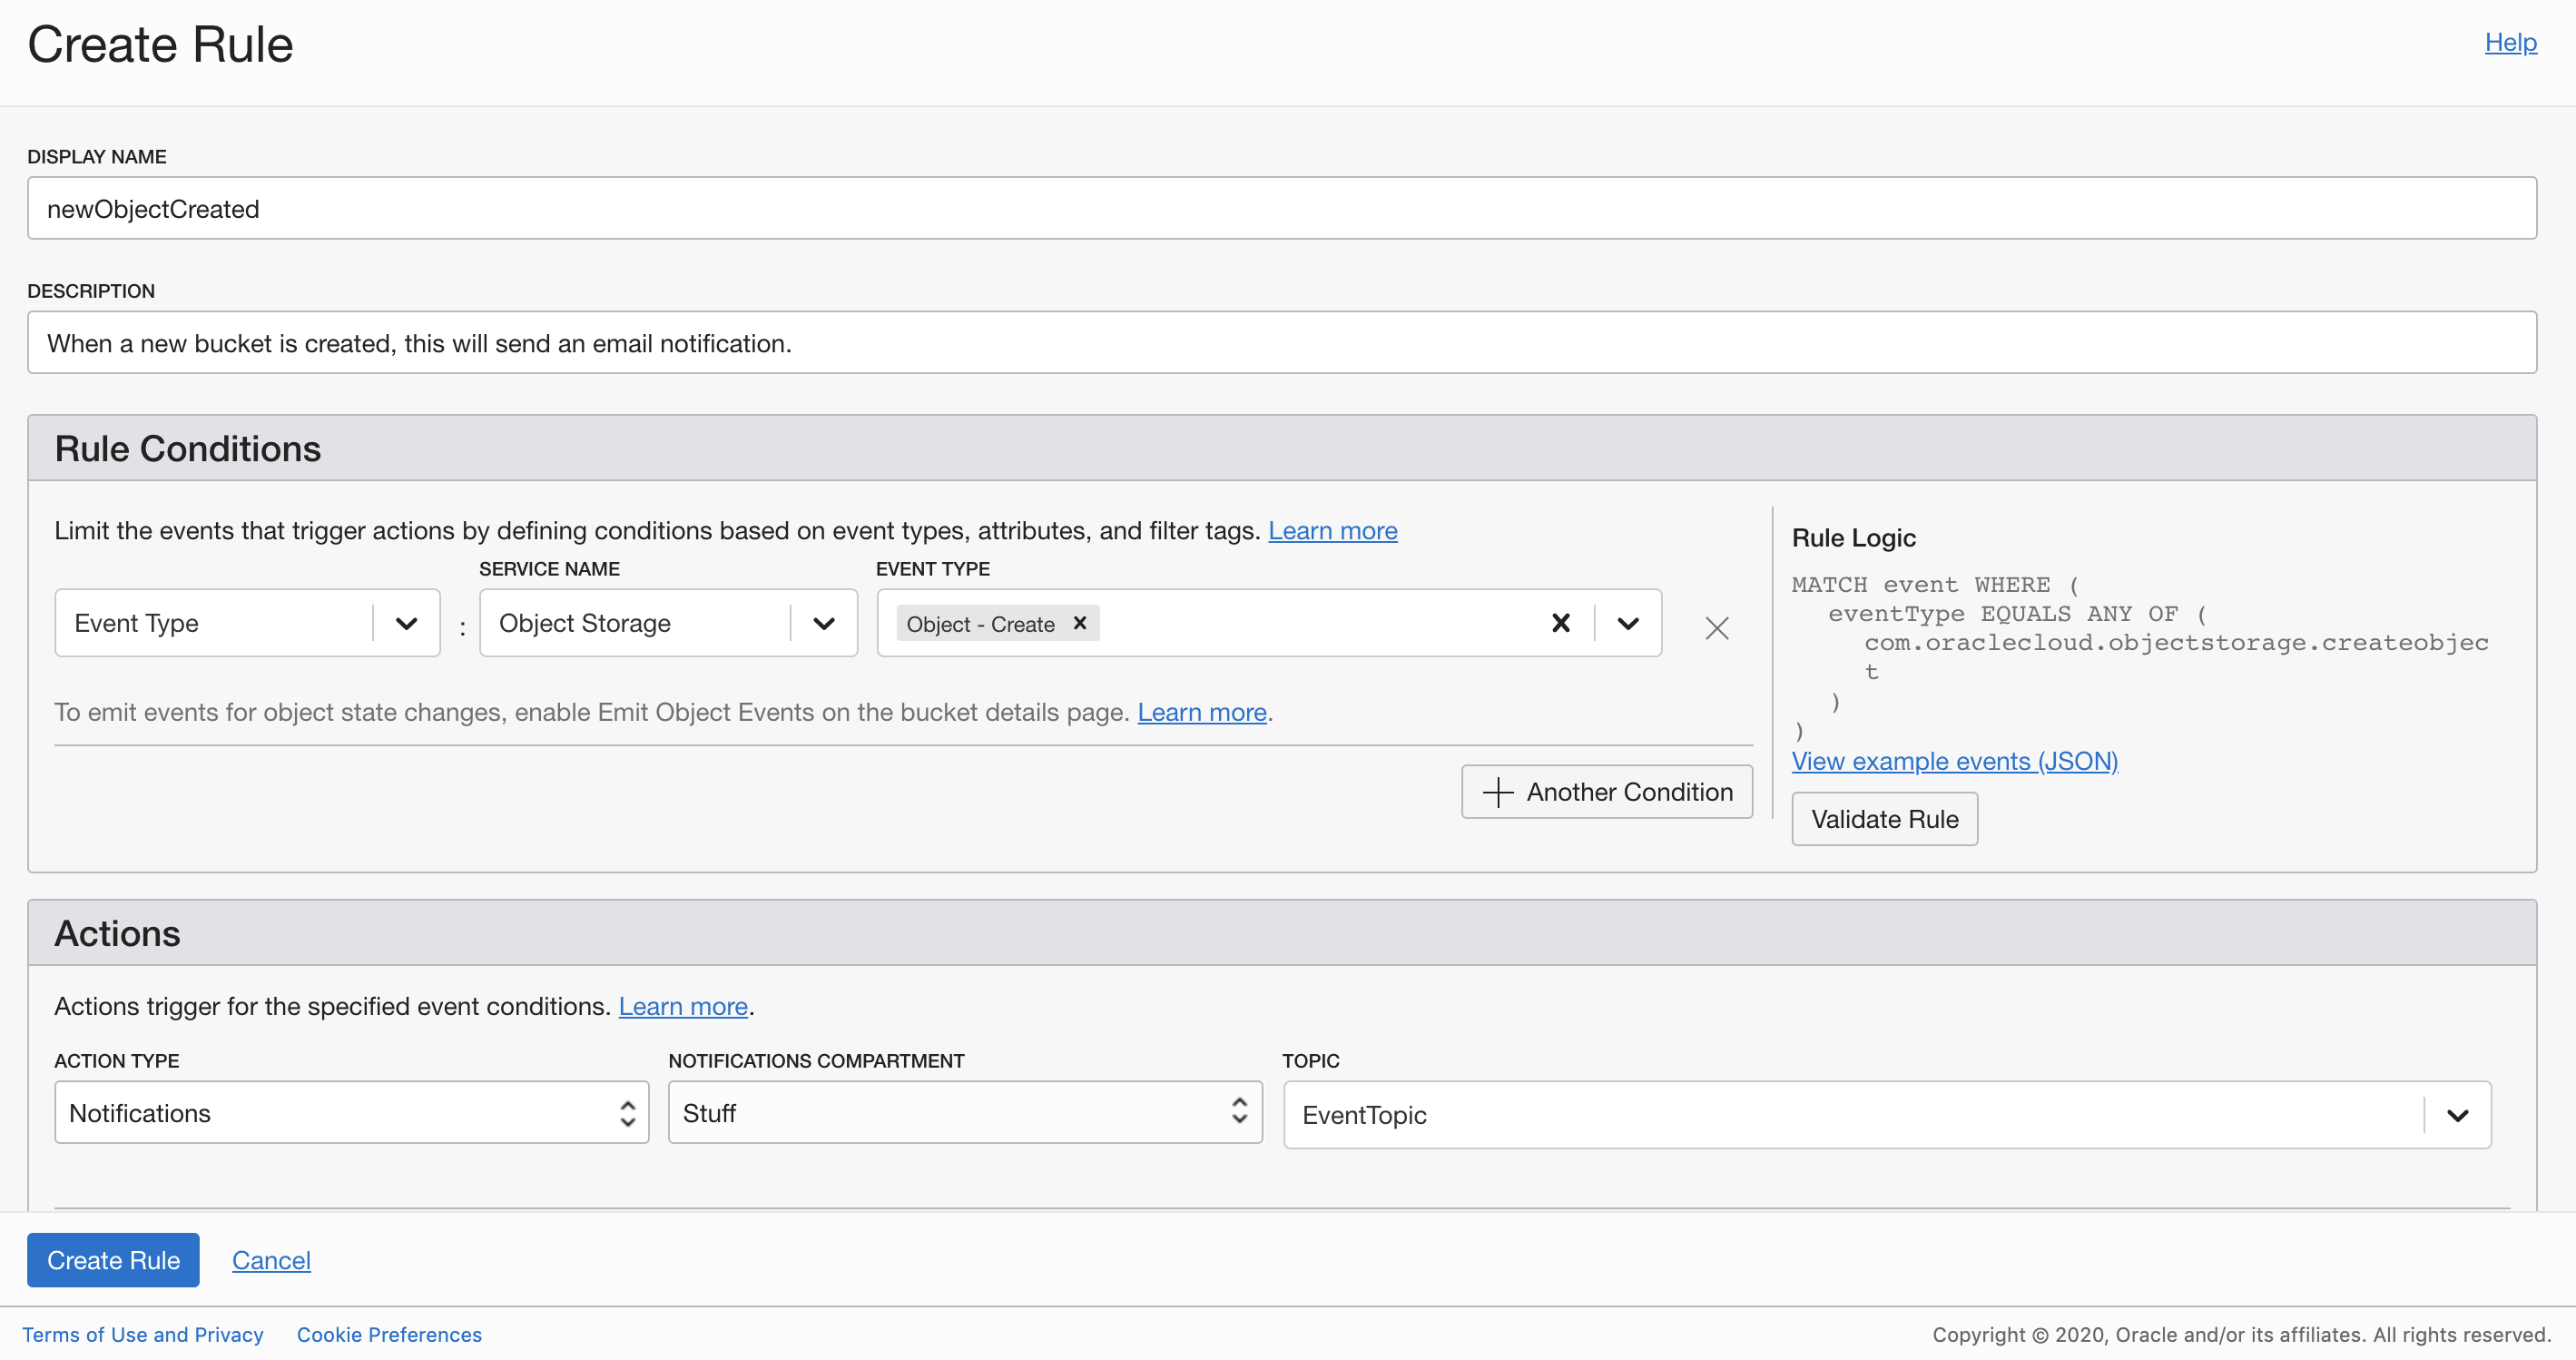 Create Rule
Help
DISPLAY NAME
newObjectCreated
DESCRIPTION
When a new bucket is created, this will send an email notification.
Rule Conditions
Limit the events that trigger actions by defining conditions based on event types, attributes, and filter tags. Learn more
SERVICE NAME
EVENT TYPE
Event Type
:
Object Storage
Object - Create
To emit events for object state changes, enable Emit Object Events on the bucket details page. Learn more.
Another Condition
Rule Logic
MATCH event WHERE (
eventType EQUALS ANY OF (
com.oraclecloud.objectstorage.createobjec
t
)
)
View example events (JSON)
Validate Rule
Actions
Actions trigger for the specified event conditions. Learn more.
ACTION TYPE
NOTIFICATIONS COMPARTMENT
TOPIC
Notifications
Stuff
EventTopic
Create Rule
Cancel
Terms of Use and Privacy
Cookie Preferences
Copyright © 2020, Oracle and/or its affiliates. All rights reserved.